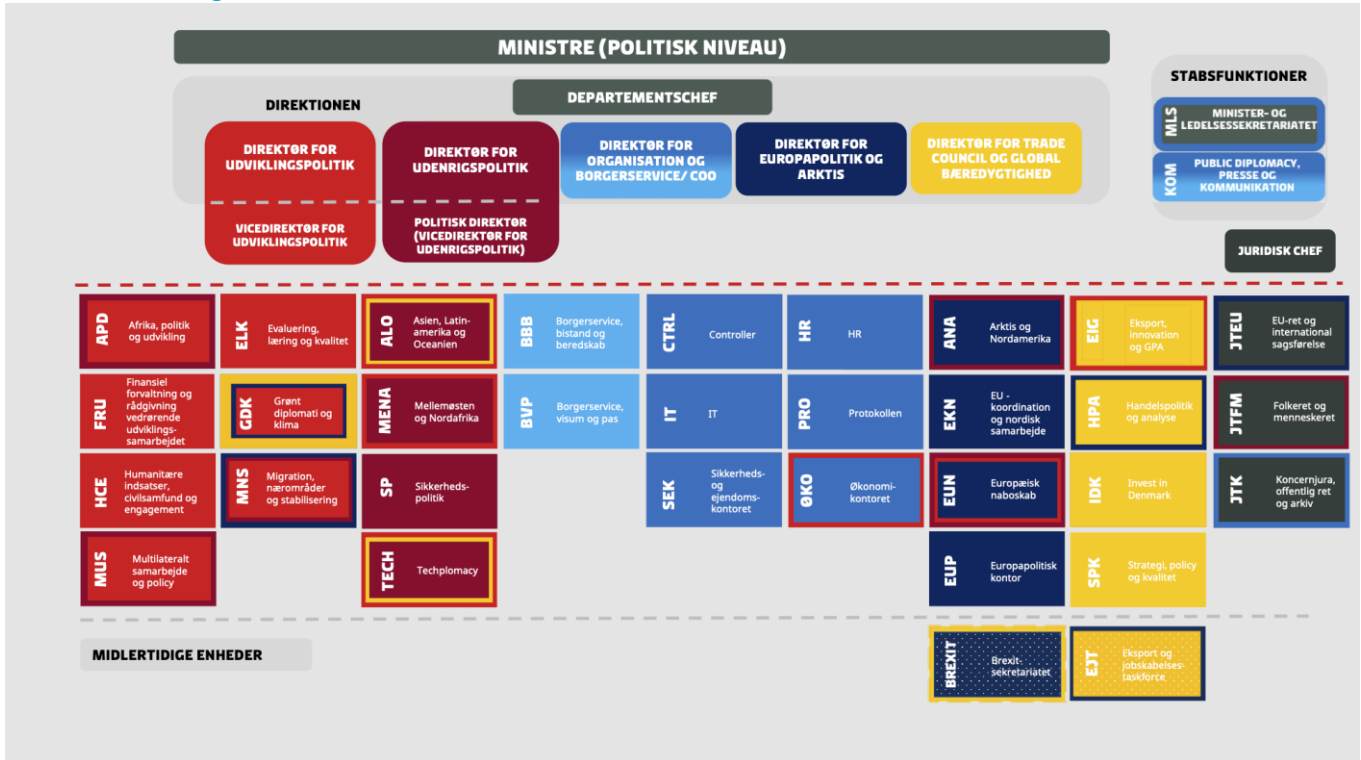 MINISTRE (POLITISK NIVEAU)
DIREKTIONEN
DEPARTEMENTSCHEF
DIREKTØR FOR
UDVIKLINGSPOLITIK
VICEDIREKTØR FOR
UDVIKLINGSPOLITIK
DIREKTØR FOR
UDENRIGSPOLITIK
POLITISK DIREKTØR
(VICEDIREKTØR FOR
UDENRIGSPOLITIK)
DIREKTØR FOR
ORGANISATION OG
BORGERSERVICE/ COO
DIREKTØR FOR
EUROPAPOLITIK OG
ARKTIS
DIREKTØR FOR TRADE
COUNCIL OG GLOBAL
BÆREDYGTIGHED
STABSFUNKTIONER
MLS
MINISTER- OG
LEDELSESSEKRETARIATET
KOM
PUBLIC DIPLOMACY,
PRESSE OG
KOMMUNIKATION
JURIDISK CHEF
APD
Afrika, politik
og udvikling
FRU
Finansiel
forvaltning og
rådgivning
vedrørende
udviklings-
samarbejdet
HCE
Humanitære
indsatser,
civilsamfund og
engagement
MUS
Multilateralt
samarbejde
og policy
ELK
Evaluering,
læring og kvalitet
GDK
Grønt
diplomati og
klima
MNS
Migration,
nærområder
og stabilisering
ALO
Asien, Latin-
amerika og
Oceanien
MENA
Mellemøsten
og Nordafrika
SP
Sikkerheds-
politik
TECH
Techplomacy
BBB
Borgerservice,
bistand og
beredskab
BVP
Borgerservice,
visum og pas
CTRL
Controller
IT
IT
SEK
Sikkerheds-
og
ejendoms-
kontoret
HR
HR
PRO
Protokollen
ØKO
Økonomi-
kontoret
ANA
Arktis og
Nordamerika
EKN
EU -
koordination
og nordisk
samarbejde
EUN
Europæisk
naboskab
EUP
Europapolitisk
kontor
EIG
Eksport,
innovation
og GPA
HPA
Handelspolitik
og analyse
IDK
Invest in
Denmark
SPK
Strategi, policy
og kvalitet
JTEU
EU-ret og
international
sagsførelse
JTFM
Folkeret og
menneskeret
JTK
Koncernjura,
offentlig ret
og arkiv
MIDLERTIDIGE ENHEDER
BREXIT
Brexit-
sekretariatet
EJT
Eksport og
jobskabelses-
taskforce